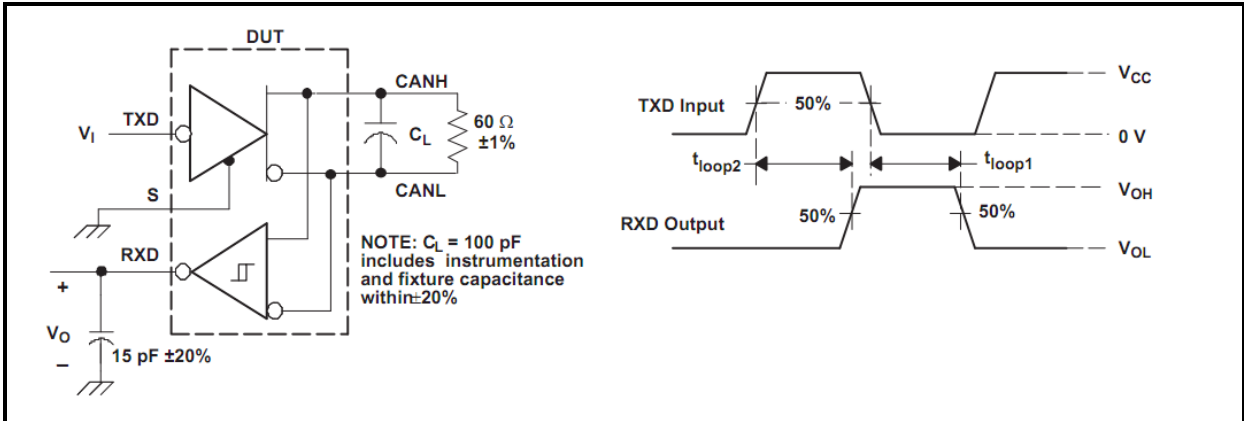 DUT
CANH
TXD
VI
CL
60 Ω
±1%
CANL
S
RXD
NOTE: CL = 100 pF
includes instrumentation
and fixture capacitance
within±20%
+
VO
–
15 pF ±20%
VCC
TXD Input
50%
0 V
tloop2
tloop1
VOH
RXD Output
50%
50%
VOL